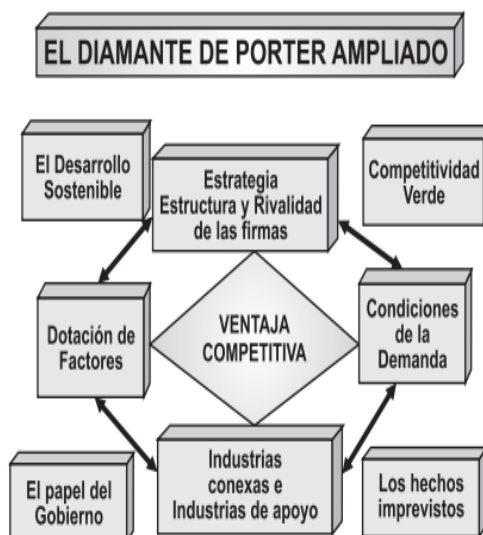 EL DIAMANTE DE PORTER AMPLIADO
El Desarrollo
Sostenible
Estrategia
Estructura y Rivalidad
de las firmas
Competitividad
Verde
Dotación de
Factores
VENTAJA
COMPETITIVA
Condiciones
de la
Demanda
El papel del
Gobierno
Industrias
conexas e
Industrias de apoyo
Los hechos
imprevistos